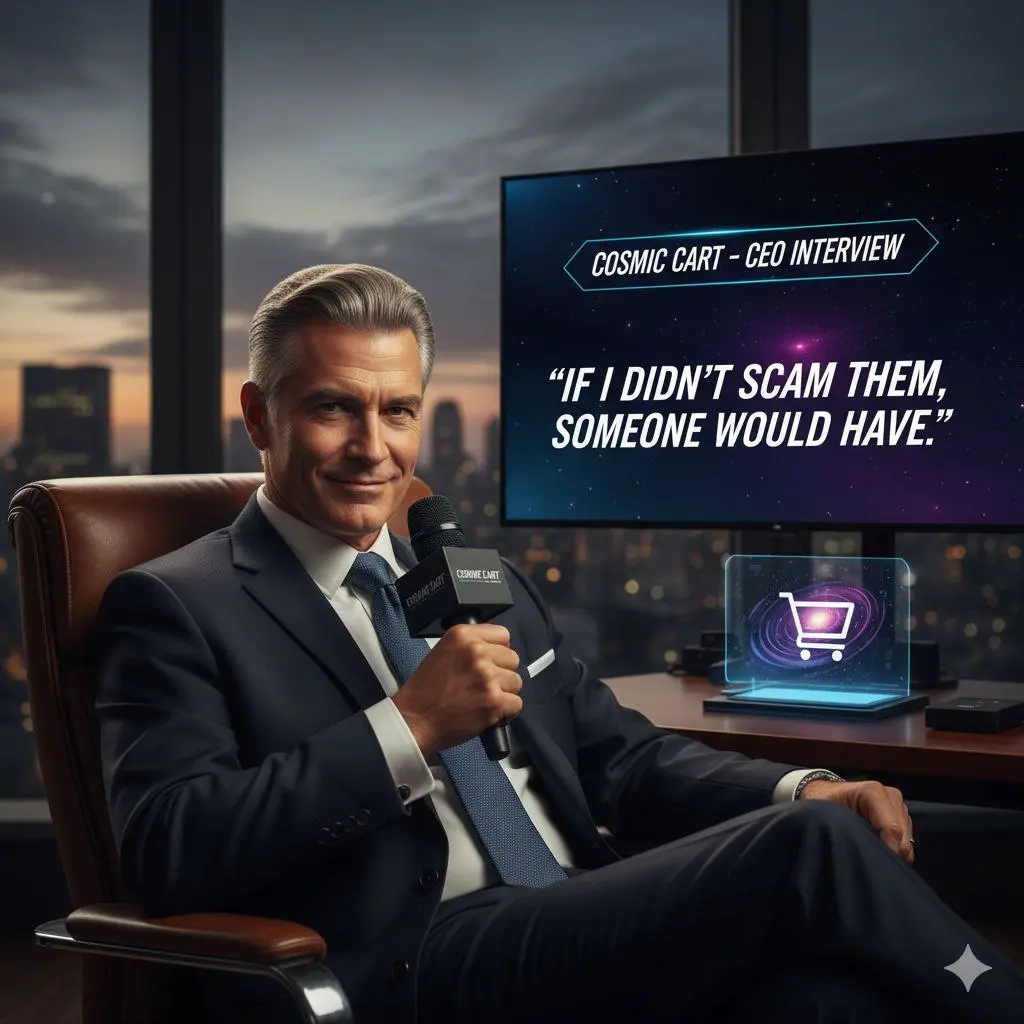 COSMIC CART - CEO INTERVIEW
"IF I DIDN'T SCAM THEM,
SOMEONE WOULD HAVE."